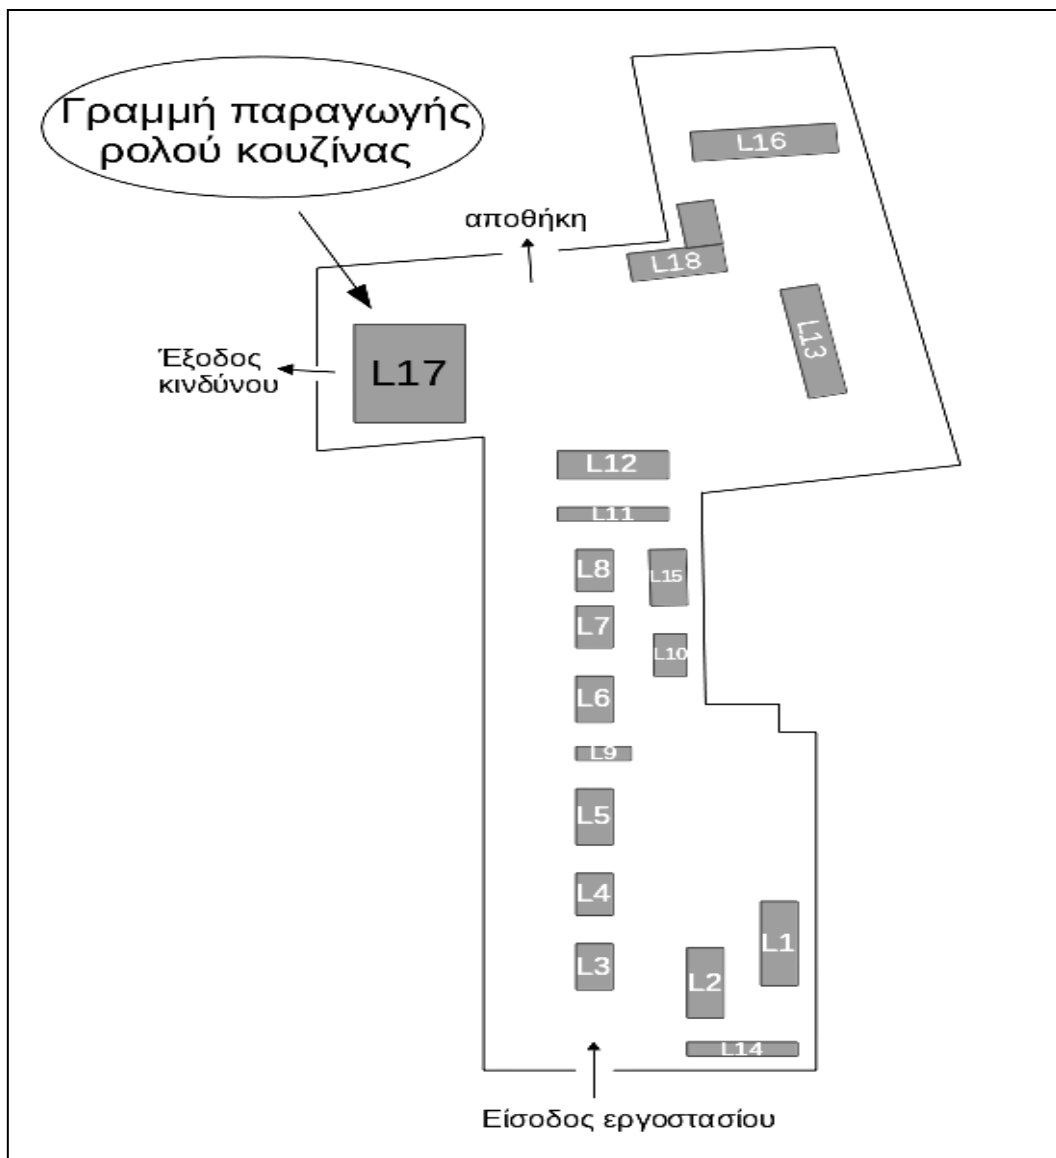 Γραμμή παραγωγής
ρολού κουζίνας
L16
αποθήκη
L18
L13
Έξοδος
κινδύνου
L17
L12
L11
L8
L15
L7
L10
L6
L9
L5
L4
L1
L3
L2
L14
Είσοδος εργοστασίου